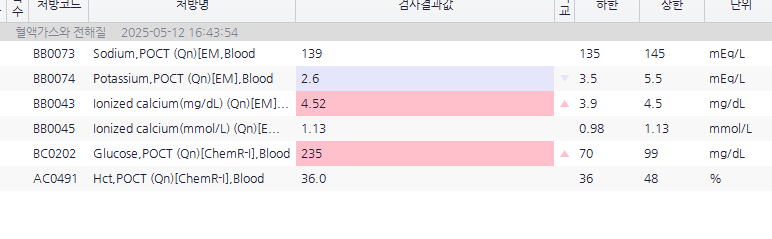 수 처방코드 처방명 검사결과값 교 하한 상한 단위
혈액가스와 전해질 2025-05-12 16:43:54
BB0073 Sodium,POCT (Qn)[EM,Blood 139 135 145 mEq/L
BB0074 Potassium,POCT (Qn)[EM],Blood 2.6 ▼ 3.5 5.5 mEq/L
BB0043 Ionized calcium(mg/dL) (Qn)[EM]... 4.52 ▲ 3.9 4.5 mg/dL
BB0045 Ionized calcium(mmol/L) (Qn)[E... 1.13 0.98 1.13 mmol/L
BC0202 Glucose,POCT (Qn)[ChemR-I],Blood 235 ▲ 70 99 mg/dL
AC0491 Hct,POCT (Qn)[ChemR-I],Blood 36.0 36 48 %